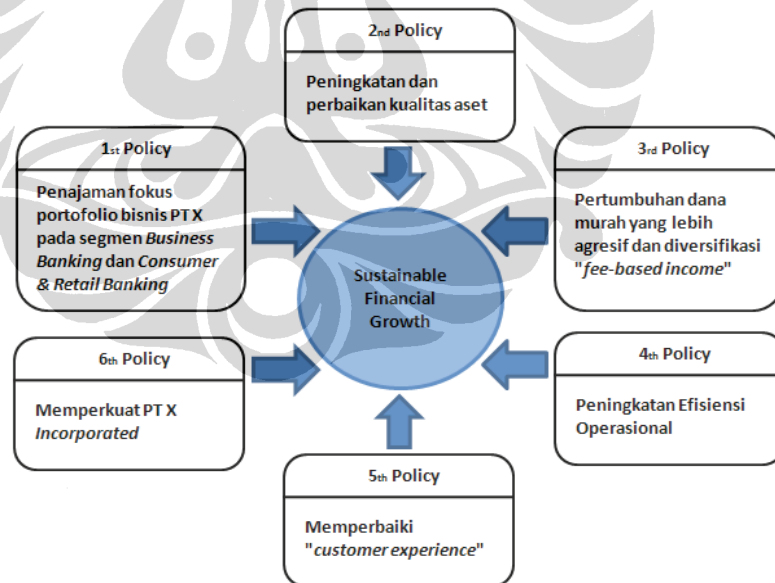 2nd Policy
Peningkatan dan
perbaikan kualitas aset
1st Policy
Penajaman fokus
portofolio bisnis PT X
pada segmen Business
Banking dan Consumer
& Retail Banking
3rd Policy
Pertumbuhan dana
murah yang lebih
agresif dan diversifikasi
"fee-based income"
Sustainable
Financial
Growth
6th Policy
Memperkuat PT X
Incorporated
4th Policy
Peningkatan Efisiensi
Operasional
5th Policy
Memperbaiki
"customer experience"